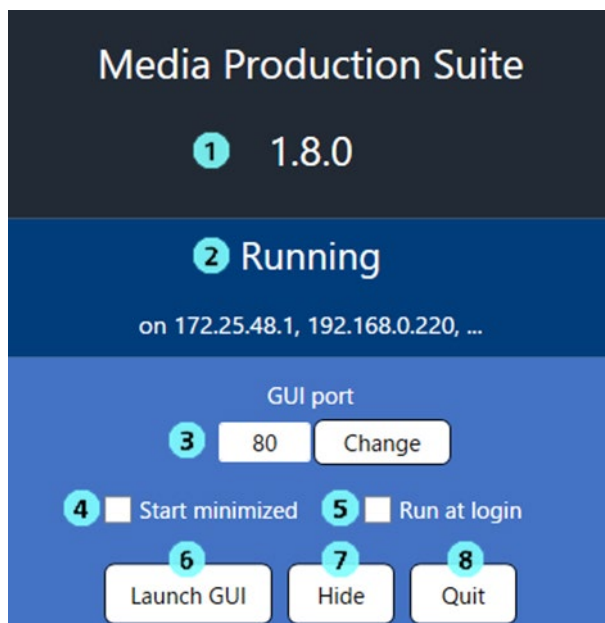 Media Production Suite
1 1.8.0
2 Running
on 172.25.48.1, 192.168.0.220, ...
GUI port
3 80 Change
4 Start minimized 5 Run at login
6 7 8
Launch GUI Hide Quit